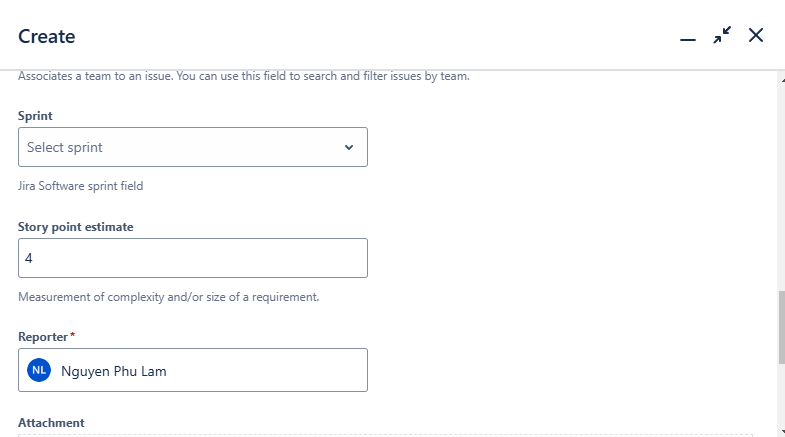 Create
Associates a team to an issue. You can use this field to search and filter issues by team.
Sprint
Select sprint
Jira Software sprint field
Story point estimate
4
Measurement of complexity and/or size of a requirement.
Reporter*
NL Nguyen Phu Lam
Attachment